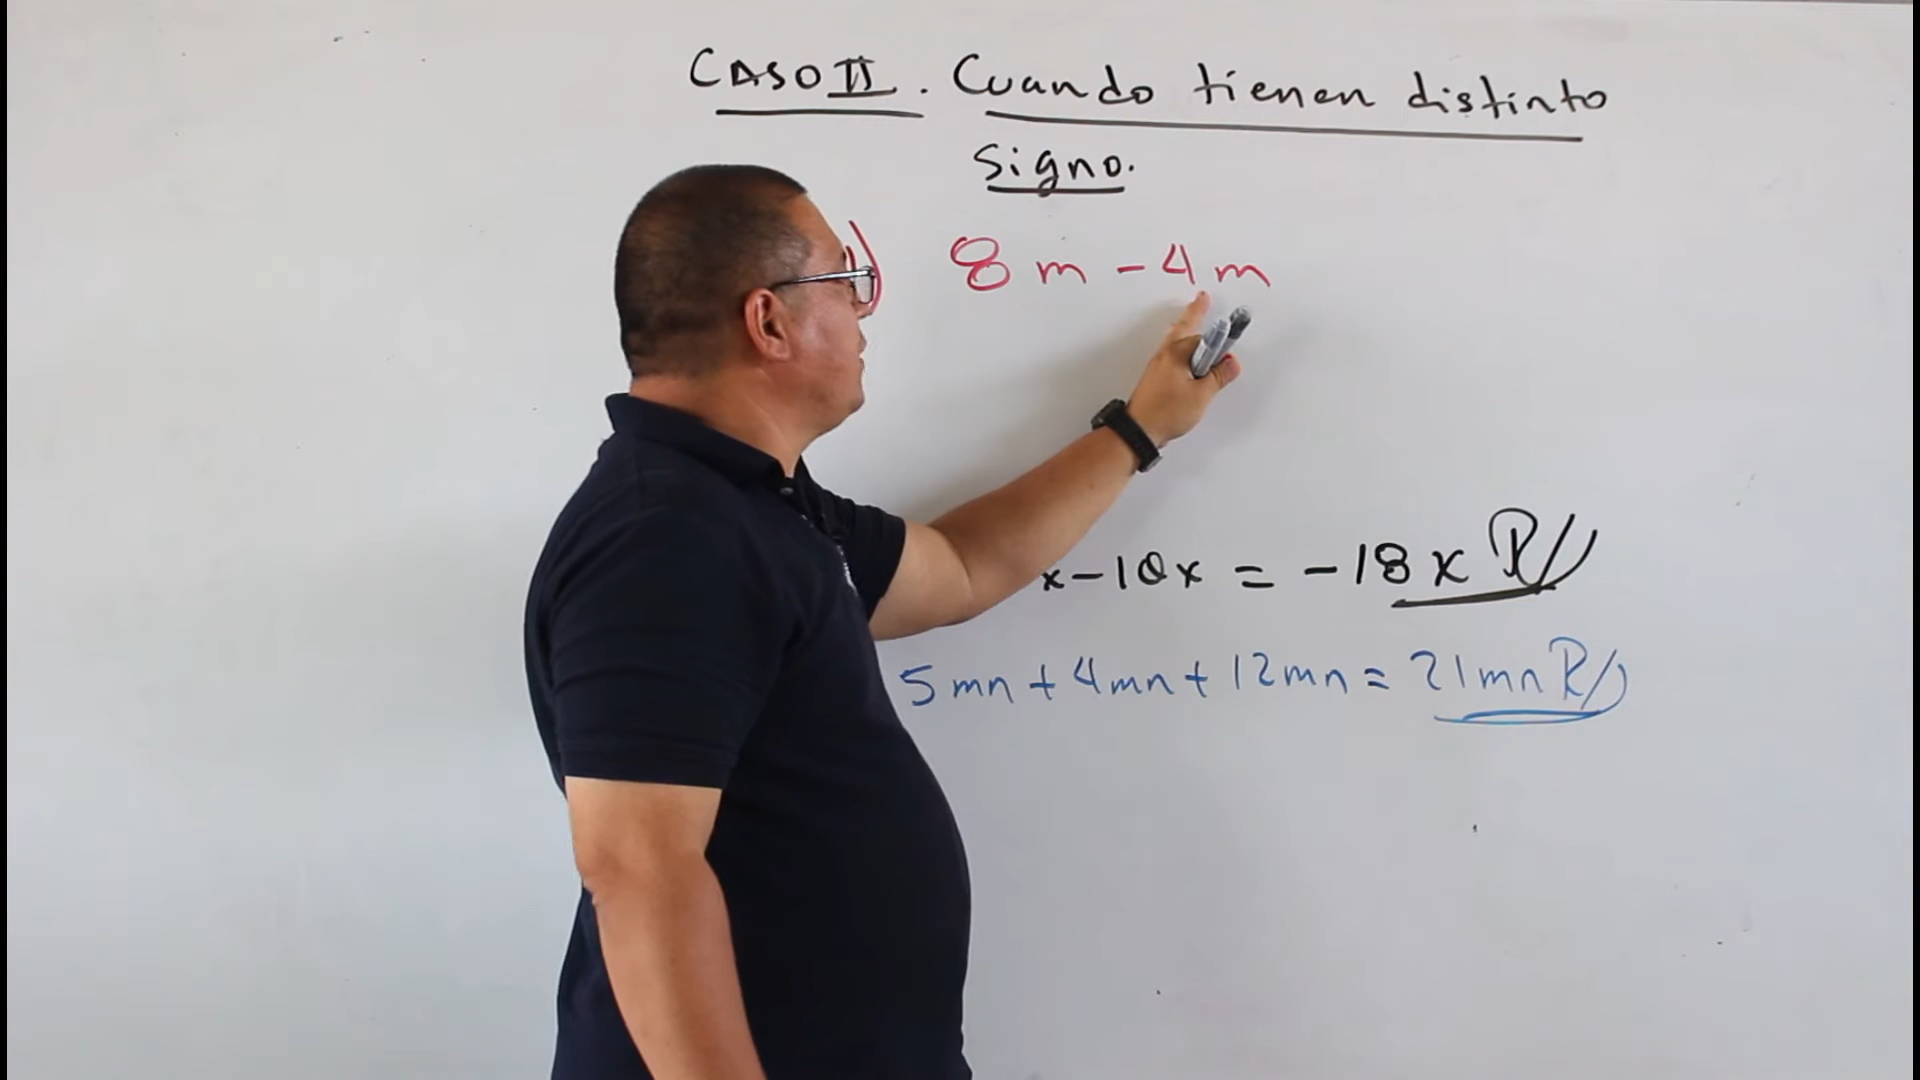 CASO II. Cuando tienen distinto
signo.
8m - 4m
x - 10x = -18x R//
5mn + 4mn + 12mn = 21mn R//